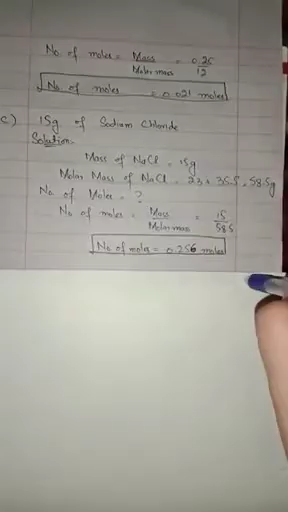 No. of moles = Mass / Molar mass = 0.25 / 12
No. of moles = 0.021 moles
c) 15g of Sodium Chloride
Solution.
Mass of NaCl = 15g
Molar Mass of NaCl = 23 + 35.5 = 58.5g
No. of Moles = ?
No of moles = Mass / Molar mass = 15 / 58.5
No. of moles = 0.256 moles